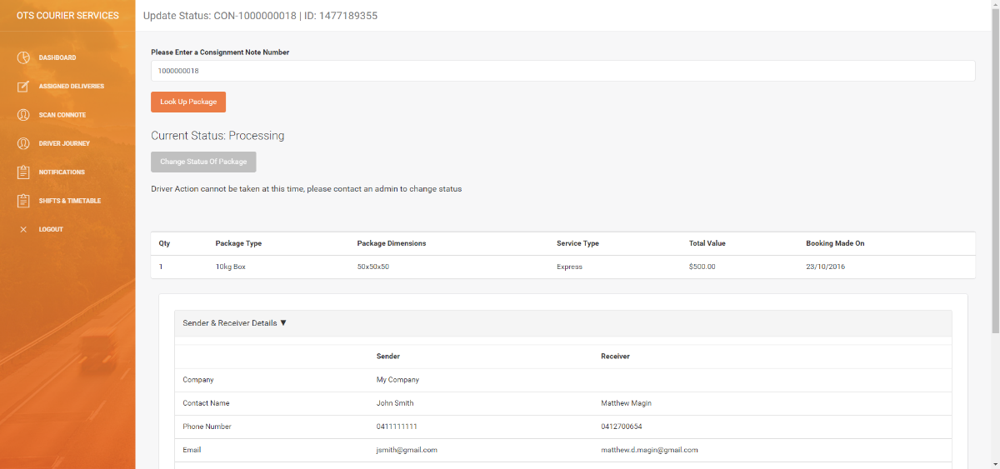 OTS COURIER SERVICES
Update Status: CON-1000000018 | ID: 1477189355
DASHBOARD
ASSIGNED DELIVERIES
SCAN CONNOTE
DRIVER JOURNEY
NOTIFICATIONS
SHIFTS & TIMETABLE
LOGOUT
Please Enter a Consignment Note Number
1000000018
Look Up Package
Current Status: Processing
Change Status Of Package
Driver Action cannot be taken at this time, please contact an admin to change status
Qty Package Type Package Dimensions Service Type Total Value Booking Made On
1 10kg Box 50x50x50 Express $500.00 23/10/2016
Sender & Receiver Details ▼
Sender Receiver
Company My Company
Contact Name John Smith Matthew Magin
Phone Number 0411111111 0412700654
Email jsmith@gmail.com matthew.d.magin@gmail.com